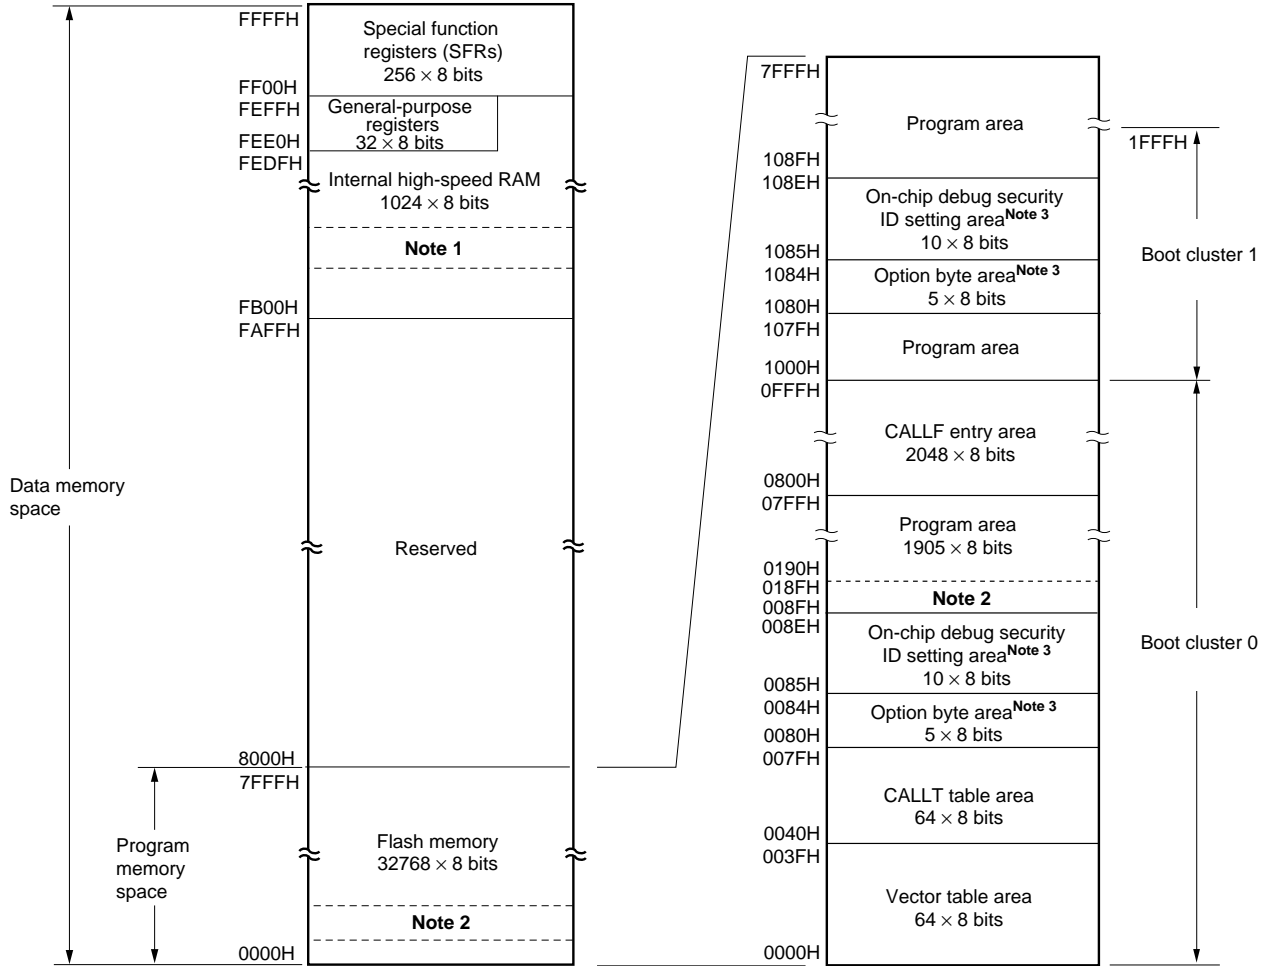 FFFFH
Special function
registers (SFRs)
256 × 8 bits
FF00H
FEFFH
General-purpose
registers
32 × 8 bits
FEE0H
FEDFH
Internal high-speed RAM
1024 × 8 bits
Note 1
FB00H
FAFFH
Data memory
space
Reserved
8000H
7FFFH
Program
memory
space
Flash memory
32768 × 8 bits
Note 2
0000H
7FFFH
Program area
1FFFH
108FH
108EH
On-chip debug security
ID setting area Note 3
10 × 8 bits
1085H
1084H
Option byte area Note 3
5 × 8 bits
1080H
107FH
Program area
1000H
Boot cluster 1
0FFFH
CALLF entry area
2048 × 8 bits
0800H
07FFH
Program area
1905 × 8 bits
0190H
018FH
Note 2
008FH
008EH
On-chip debug security
ID setting area Note 3
10 × 8 bits
0085H
0084H
Option byte area Note 3
5 × 8 bits
0080H
007FH
CALLT table area
64 × 8 bits
0040H
003FH
Vector table area
64 × 8 bits
0000H
Boot cluster 0